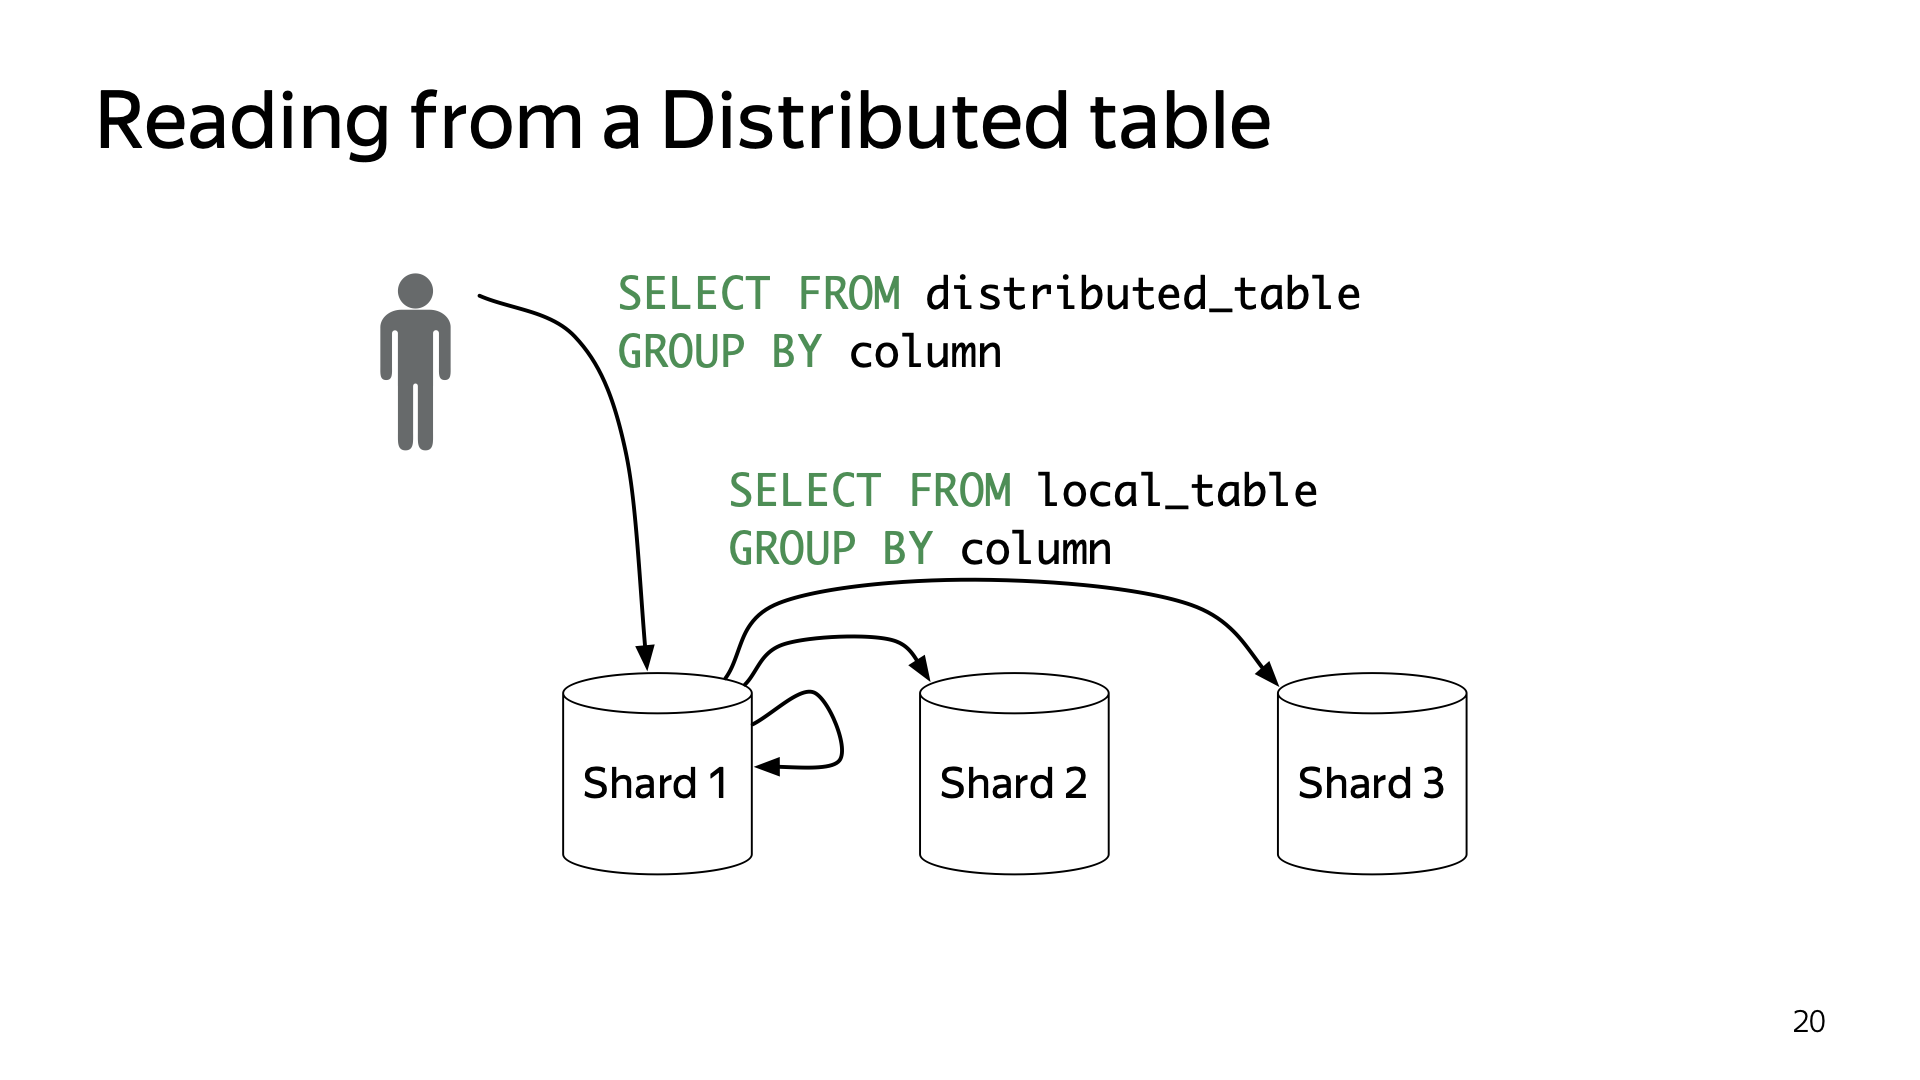 Reading from a Distributed table
SELECT FROM distributed_table
GROUP BY column
SELECT FROM local_table
GROUP BY column
Shard 1
Shard 2
Shard 3
20